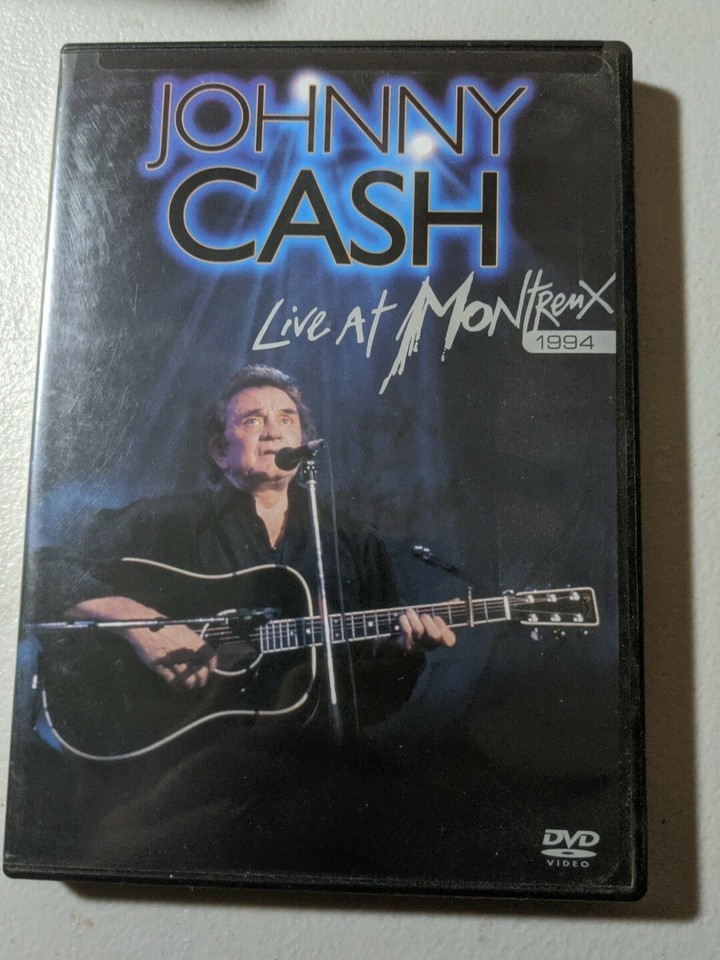 JOHNNY
CASH
Live At Montreux
1994
DVD
VIDEO